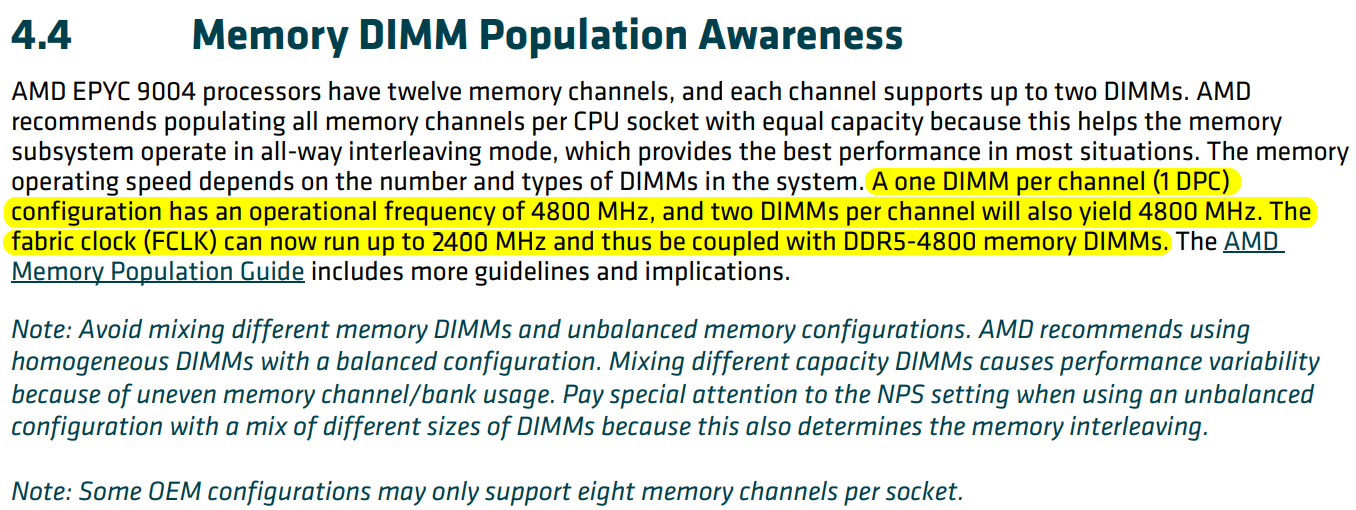 4.4 Memory DIMM Population Awareness
AMD EPYC 9004 processors have twelve memory channels, and each channel supports up to two DIMMs. AMD
recommends populating all memory channels per CPU socket with equal capacity because this helps the memory
subsystem operate in all-way interleaving mode, which provides the best performance in most situations. The memory
operating speed depends on the number and types of DIMMs in the system. A one DIMM per channel (1 DPC)
configuration has an operational frequency of 4800 MHz, and two DIMMs per channel will also yield 4800 MHz. The
fabric clock (FCLK) can now run up to 2400 MHz and thus be coupled with DDR5-4800 memory DIMMs. The AMD
Memory Population Guide includes more guidelines and implications.
Note: Avoid mixing different memory DIMMs and unbalanced memory configurations. AMD recommends using
homogeneous DIMMs with a balanced configuration. Mixing different capacity DIMMs causes performance variability
because of uneven memory channel/bank usage. Pay special attention to the NPS setting when using an unbalanced
configuration with a mix of different sizes of DIMMs because this also determines the memory interleaving.
Note: Some OEM configurations may only support eight memory channels per socket.